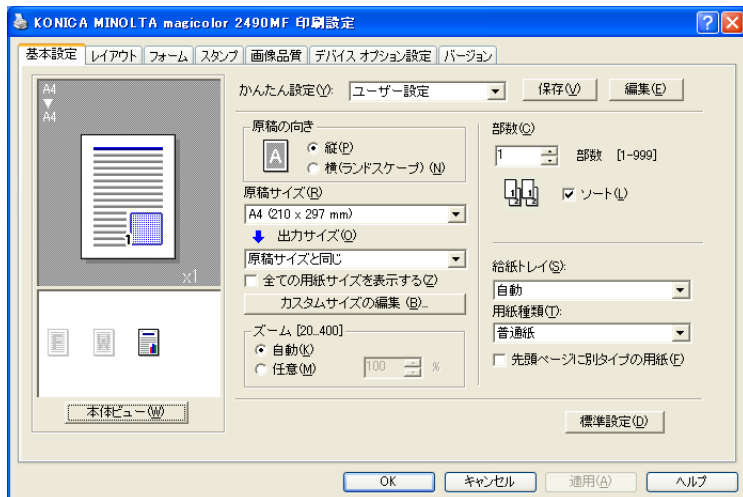 KONICA MINOLTA magicolor 2490MF 印刷設定
基本設定 レイアウト フォーム スタンプ 画像品質 デバイス オプション設定 バージョン
A4
▼
A4
1
x1
本体ビュー(W)
かんたん設定(Y): ユーザー設定 保存(V) 編集(E)
原稿の向き
A
縦(P)
横(ランドスケープ) (N)
原稿サイズ(R)
A4 (210 x 297 mm)
出力サイズ(O)
原稿サイズと同じ
全ての用紙サイズを表示する(Z)
カスタムサイズの編集 (B)...
ズーム [20..400]
自動(K)
任意(M) 100 %
部数(C)
1 部数 [1-999]
ソート(L)
給紙トレイ(S):
自動
用紙種類(T):
普通紙
先頭ページに別タイプの用紙(F)
標準設定(D)
OK キャンセル 適用(A) ヘルプ